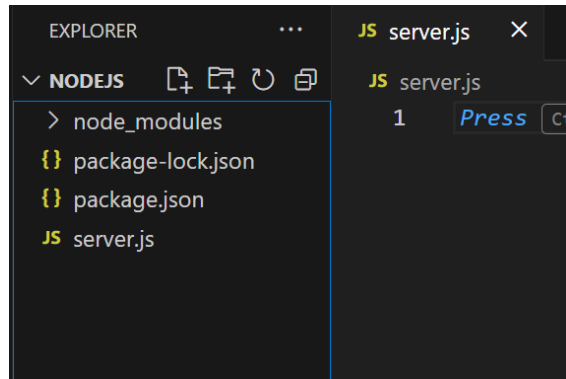 EXPLORER ···
NODEJS
node_modules
{} package-lock.json
{} package.json
JS server.js
JS server.js ×
JS server.js
1 Press